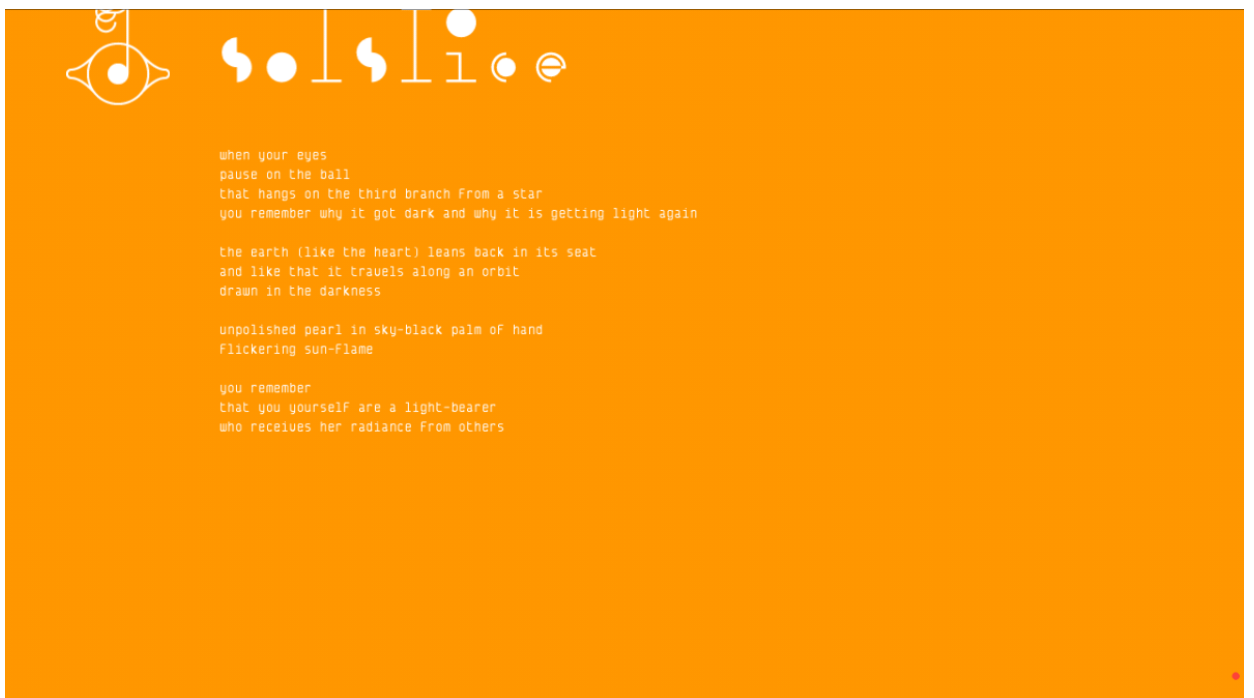 solstice
when your eyes
pause on the ball
that hangs on the third branch from a star
you remember why it got dark and why it is getting light again
the earth (like the heart) leans back in its seat
and like that it travels along an orbit
drawn in the darkness
unpolished pearl in sky-black palm of hand
flickering sun-flame
you remember
that you yourself are a light-bearer
who receives her radiance from others